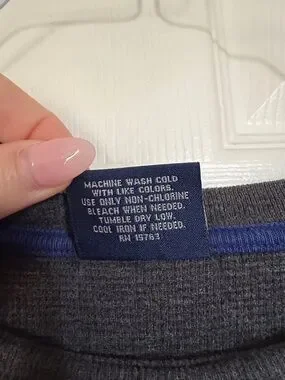 MACHINE WASH COLD
WITH LIKE COLORS.
USE ONLY NON-CHLORINE
BLEACH WHEN NEEDED.
TUMBLE DRY LOW.
COOL IRON IF NEEDED.
RN 15763